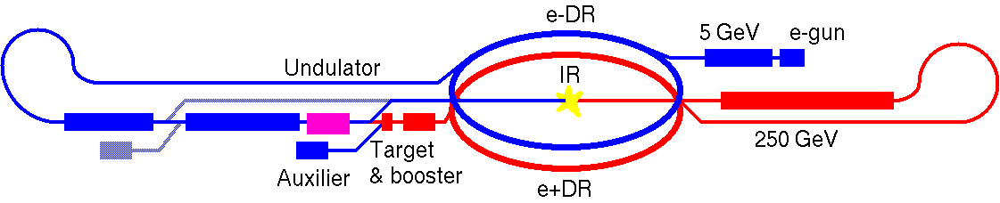 e-DR
5 GeV
e-gun
Undulator
IR
250 GeV
Target
& booster
Auxilier
e+DR